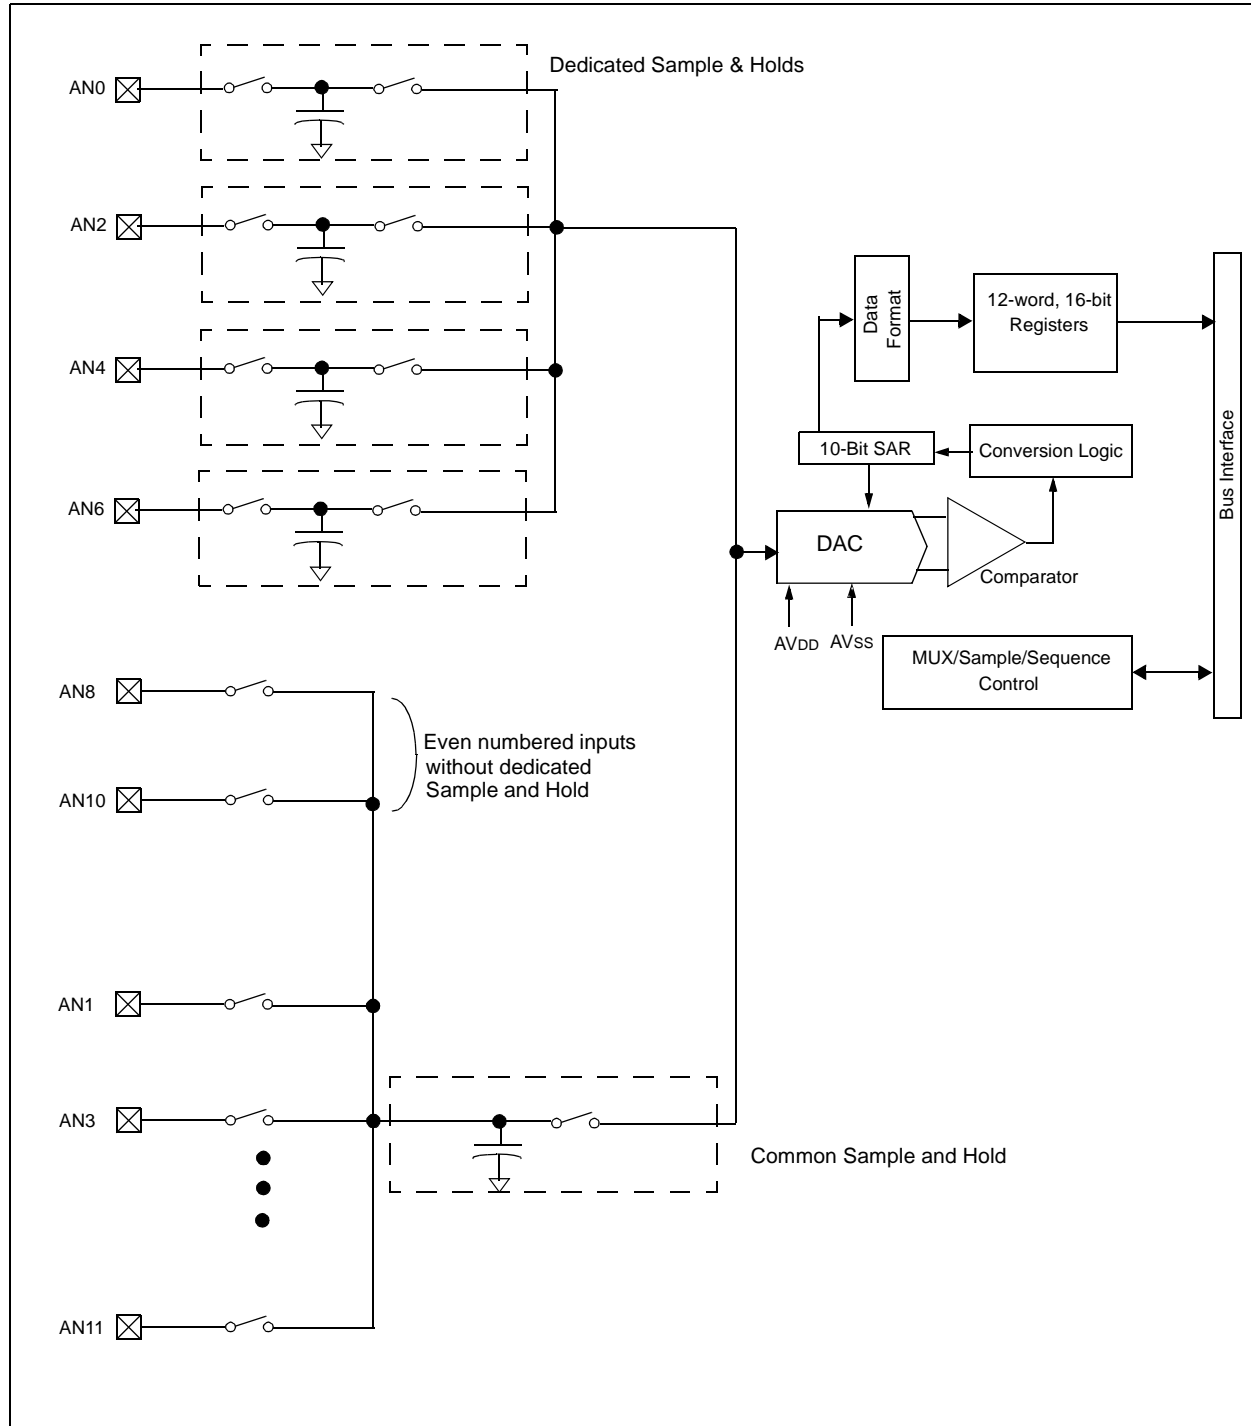 Dedicated Sample & Holds
AN0
AN2
AN4
AN6
Data
Format
12-word, 16-bit
Registers
10-Bit SAR
Conversion Logic
Bus Interface
DAC
Comparator
AVDD
AVSS
MUX/Sample/Sequence
Control
AN8
Even numbered inputs
without dedicated
Sample and Hold
AN10
AN1
AN3
Common Sample and Hold
AN11